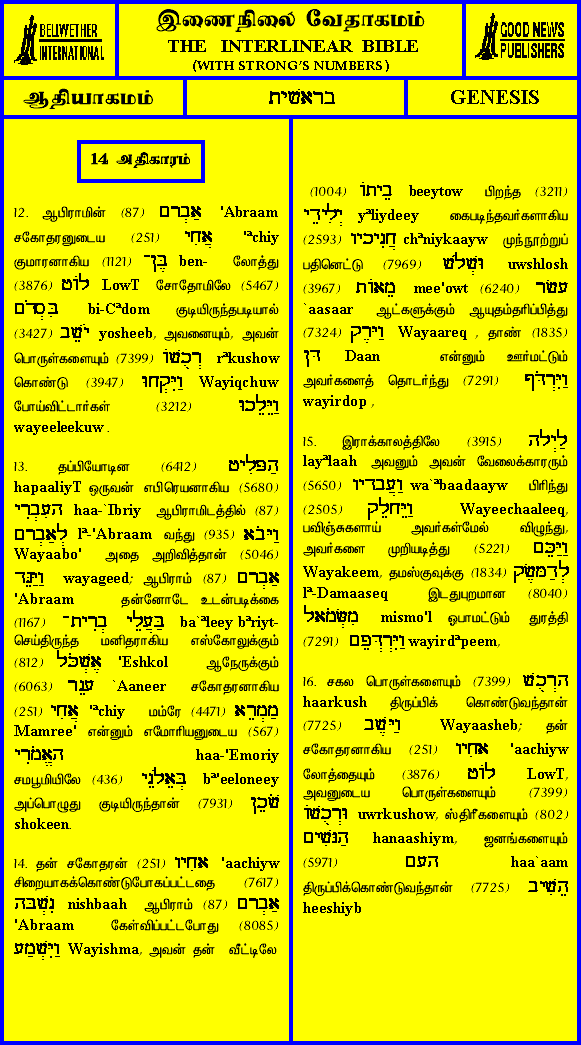 BELLWETHER
INTERNATIONAL
இணைநிலை வேதாகமம்
THE INTERLINEAR BIBLE
(WITH STRONG'S NUMBERS)
GOOD NEWS
PUBLISHERS
ஆதியாகமம்
בראשית
GENESIS
14 அதிகாரம்
12. ஆபிராமின் (87) אַבְרָם 'Abraam
சகோதரனுடைய (251) אֲחִי 'ªchiy
குமாரனாகிய (1121) בֶּן־ ben- லோத்து
(3876) לוֹט LowT சோதோமிலே (5467)
בִּסְדֹם bi-Cªdom குடியிருந்தபடியால்
(3427) יֹשֵׁב yosheeb, அவனையும், அவன்
பொருள்களையும் (7399) רְכֻשׁוֹ rªkushow
கொண்டு (3947) וַיִּקְחוּ Wayiqchuw
போய்விட்டார்கள் (3212) וַיֵּלֵכוּ
wayeeleekuw .
13. தப்பியோடின (6412) הַפָּלִיט
hapaaliyT ஒருவன் எபிரெயனாகிய (5680)
הָעִבְרִי haa-`Ibriy ஆபிராமிடத்தில் (87)
לְאַבְרָם lª-'Abraam வந்து (935) וַיָּבֹא
Wayaabo' அதை அறிவித்தான் (5046)
וַיַּגֵּד wayageed; ஆபிராம் (87) אַבְרָם
'Abraam தன்னோடே உடன்படிக்கை
(1167) בַּעֲלֵי בְרִית־ ba`ªleey bªriyt-
செய்திருந்த மனிதராகிய எஸ்கோலுக்கும்
(812) אֶשְׁכֹּל 'Eshkol ஆநேருக்கும்
(6063) עָנֵר `Aaneer சகோதரனாகிய
(251) אֲחִי 'ªchiy மம்ரே (4471) מַמְרֵא
Mamree' என்னும் எமோரியனுடைய (567)
הָאֱמֹרִי haa-'Emoriy
சமபூமியிலே (436) בְּאֵלֹנֵי bª'eeloneey
அப்பொழுது குடியிருந்தான் (7931) שֹׁכֵן
shokeen.
14. தன் சகோதரன் (251) אָחִיו 'aachiyw
சிறையாகக்கொண்டுபோகப்பட்டதை (7617)
נִשְׁבָּה nishbaah ஆபிராம் (87) אַבְרָם
'Abraam கேள்விப்பட்டபோது (8085)
וַיִּשְׁמַע Wayishma, அவன் தன் வீட்டிலே
(1004) בֵיתוֹ beeytow பிறந்த (3211)
יְלִידֵי yªliydeey கைபடிந்தவர்களாகிய
(2593) חֲנִיכָיו chªniykaayw முந்நூற்றுப்
பதினெட்டு (7969) וּשְׁלֹשׁ uwshlosh
(3967) מֵאוֹת mee'owt (6240) עָשָׂר
`aasaar ஆட்களுக்கும் ஆயுதம்தரிப்பித்து
(7324) וַיָּרֶק Wayaareq , தாண் (1835)
דָּן Daan என்னும் ஊர்மட்டும்
அவர்களைத் தொடர்ந்து (7291) וַיִּרְדֹּף
wayirdop ,
15. இராக்காலத்திலே (3915) לַיְלָה
layªlaah அவனும் அவன் வேலைக்காரரும்
(5650) וַעֲבָדָיו wa`ªbaadaayw பிரிந்து
(2505) וַיֵּחָלֵק Wayeechaaleeq,
பவிஞ்சுகளாய் அவர்கள்மேல் விழுந்து,
அவர்களை முறியடித்து (5221) וַיַּכֵּם
Wayakeem, தமஸ்குவுக்கு (1834) לְדַמָּשֶׂק
lª-Damaaseq இடதுபுறமான (8040)
מִשְּׂמֹאל mismo'l ஒபாமட்டும் துரத்தி
(7291) וַיִּרְדְּפֵם wayirdªpeem,
16. சகல பொருள்களையும் (7399) הָרְכֻשׁ
haarkush திருப்பிக் கொண்டுவந்தான்
(7725) וַיָּשֶׁב Wayaasheb; தன்
சகோதரனாகிய (251) אָחִיו 'aachiyw
லோத்தையும் (3876) לוֹט LowT,
அவனுடைய பொருள்களையும் (7399)
וּרְכֻשׁוֹ uwrkushow, ஸ்திரீகளையும் (802)
הַנָּשִׁים hanaashiym, ஜனங்களையும்
(5971) הָעָם haa`aam
திருப்பிக்கொண்டுவந்தான் (7725) הֵשִׁיב
heeshiyb